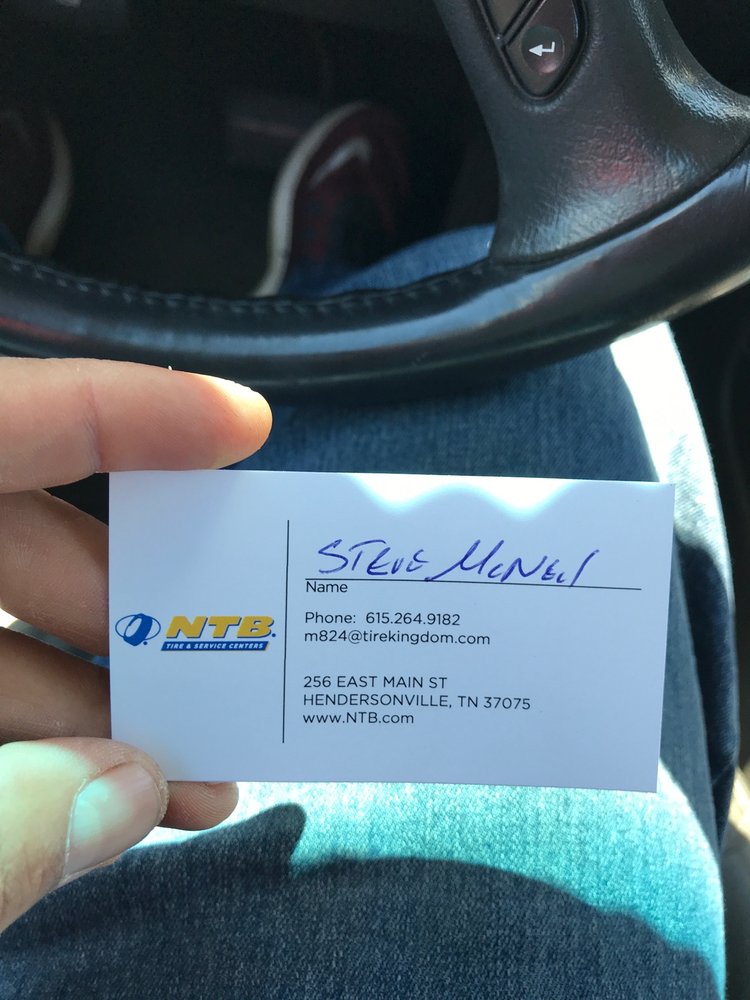 NTB.
TIRE & SERVICE CENTERS
STEVE McNeil
Name
Phone: 615.264.9182
m824@tirekingdom.com
256 EAST MAIN ST
HENDERSONVILLE, TN 37075
www.NTB.com